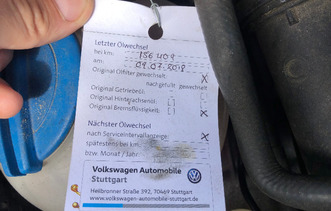 Letzter Ölwechsel
bei km: 156 409
am: 09.07.2018
Original Ölfilter gewechselt: X
nachgefüllt gewechselt
Original Getriebeöl: [ ]
Original Hinterachsenöl: [ ]
Original Bremsflüssigkeit: [ ] X
Nächster Ölwechsel
nach Serviceintervallanzeige: X
spätestens bei km:
bzw. Monat / Jahr:
Volkswagen Automobile
Stuttgart
Heilbronner Straße 392, 70469 Stuttgart
www.volkswagen-automobile-stuttgart.de